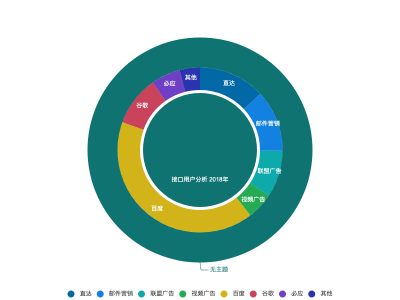 其他
直达
必应
谷歌
邮件营销
联盟广告
接口用户分析 2018年
视频广告
百度
无主题
直达 邮件营销 联盟广告 视频广告 百度 谷歌 必应 其他